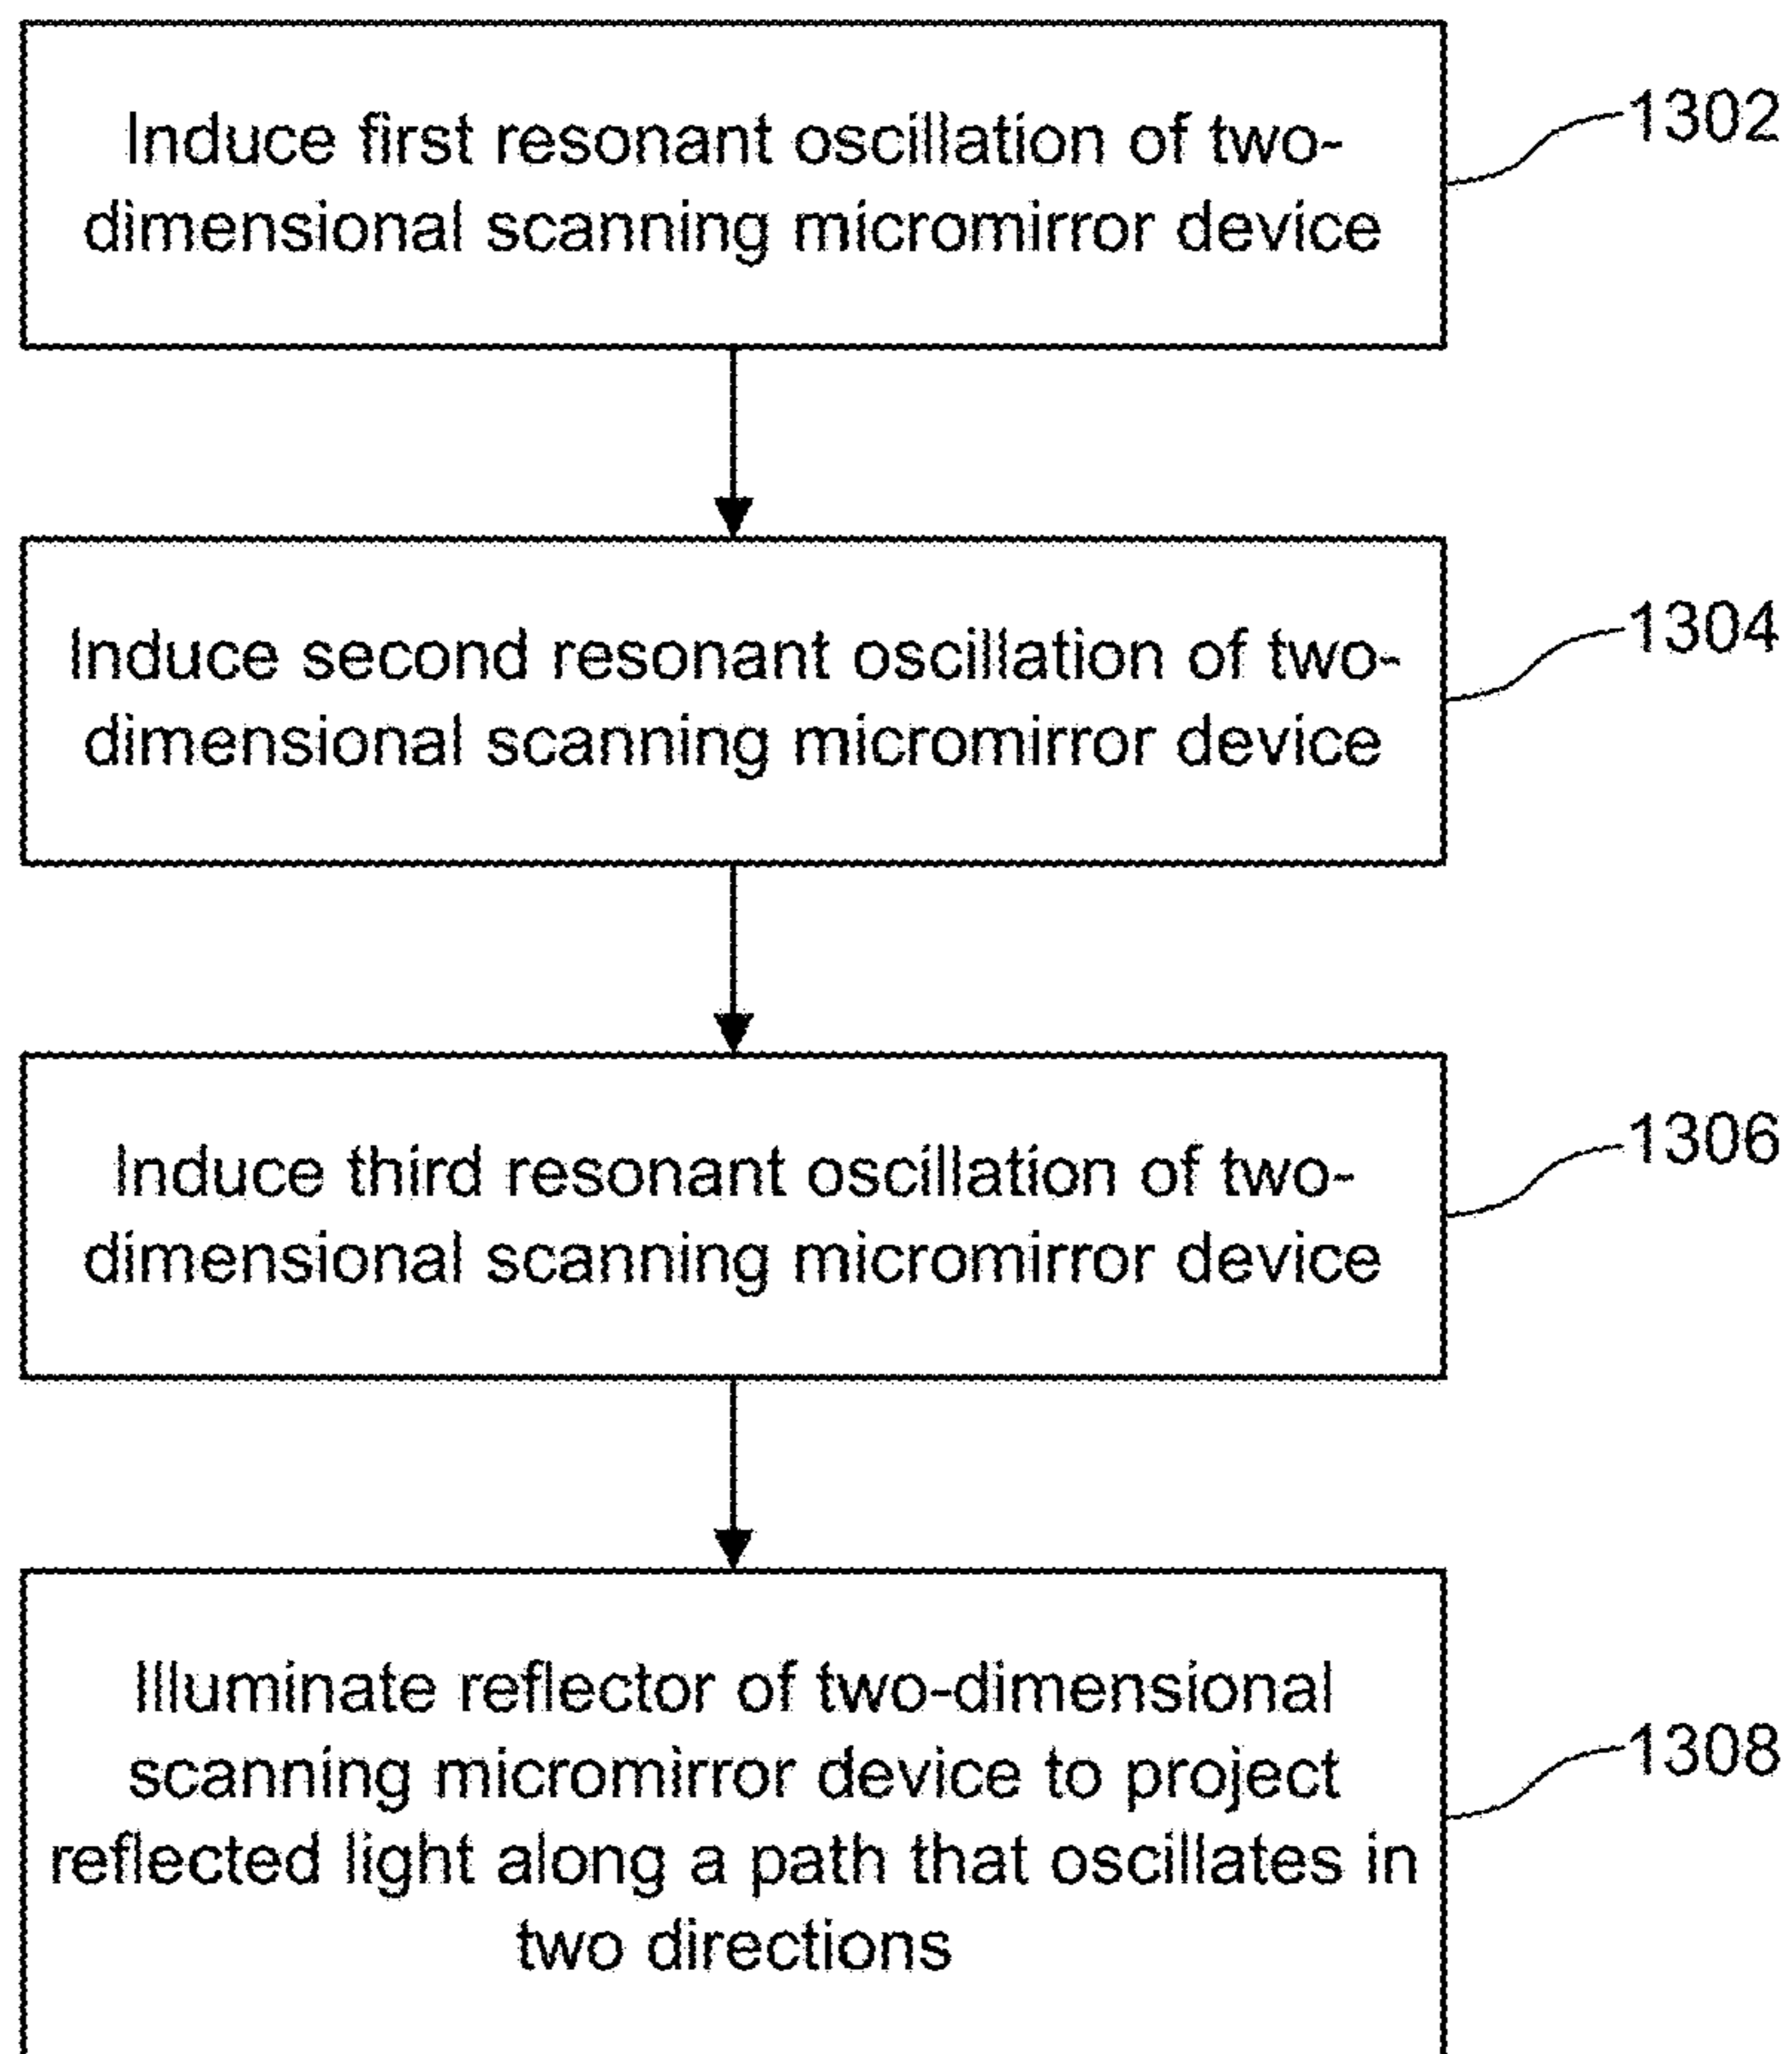 Induce first resonant oscillation of two-
dimensional scanning micromirror device
1302
Induce second resonant oscillation of two-
dimensional scanning micromirror device
1304
Induce third resonant oscillation of two-
dimensional scanning micromirror device
1306
Illuminate reflector of two-dimensional
scanning micromirror device to project
reflected light along a path that oscillates in
two directions
1308